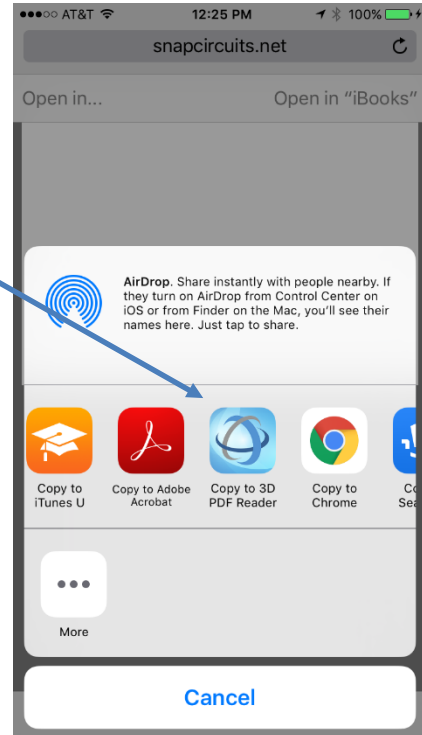 AT&T 12:25 PM 100%
snapcircuits.net
Open in... Open in “iBooks”
AirDrop. Share instantly with people nearby. If
they turn on AirDrop from Control Center on
iOS or from Finder on the Mac, you’ll see their
names here. Just tap to share.
Copy to
iTunes U
Copy to Adobe
Acrobat
Copy to 3D
PDF Reader
Copy to
Chrome
Co
Sea
More
Cancel